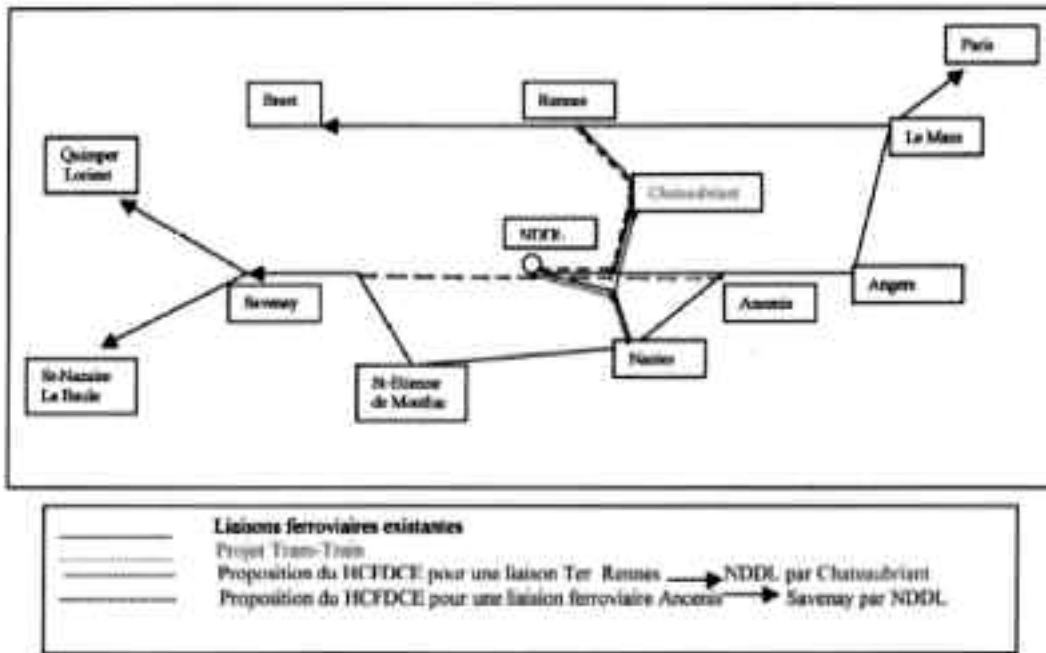 Paris
Brest
Rennes
Le Mans
Quimper
Lorient
Chateaubriant
NDDL
Savenay
Ancenis
Angers
St-Nazaire
La Baule
St-Etienne
de Montluc
Nantes
Liaisons ferroviaires existantes
Projet Tram-Train
Proposition du HCFDCE pour une liaison Ter Rennes NDDL par Chateaubriant
Proposition du HCFDCE pour une liaision ferroviaire Ancenis Savenay par NDDL